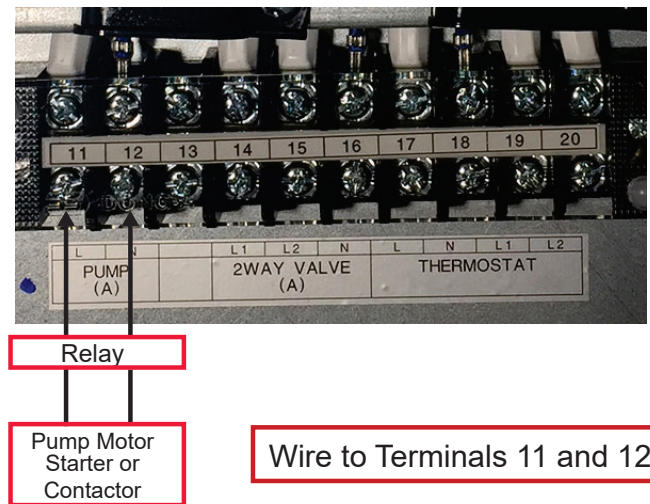 11 12 13 14 15 16 17 18 19 20
L N L1 L2 N L N L1 L2
PUMP 2WAY VALVE THERMOSTAT
(A) (A)
Relay
Pump Motor
Starter or
Contactor
Wire to Terminals 11 and 12